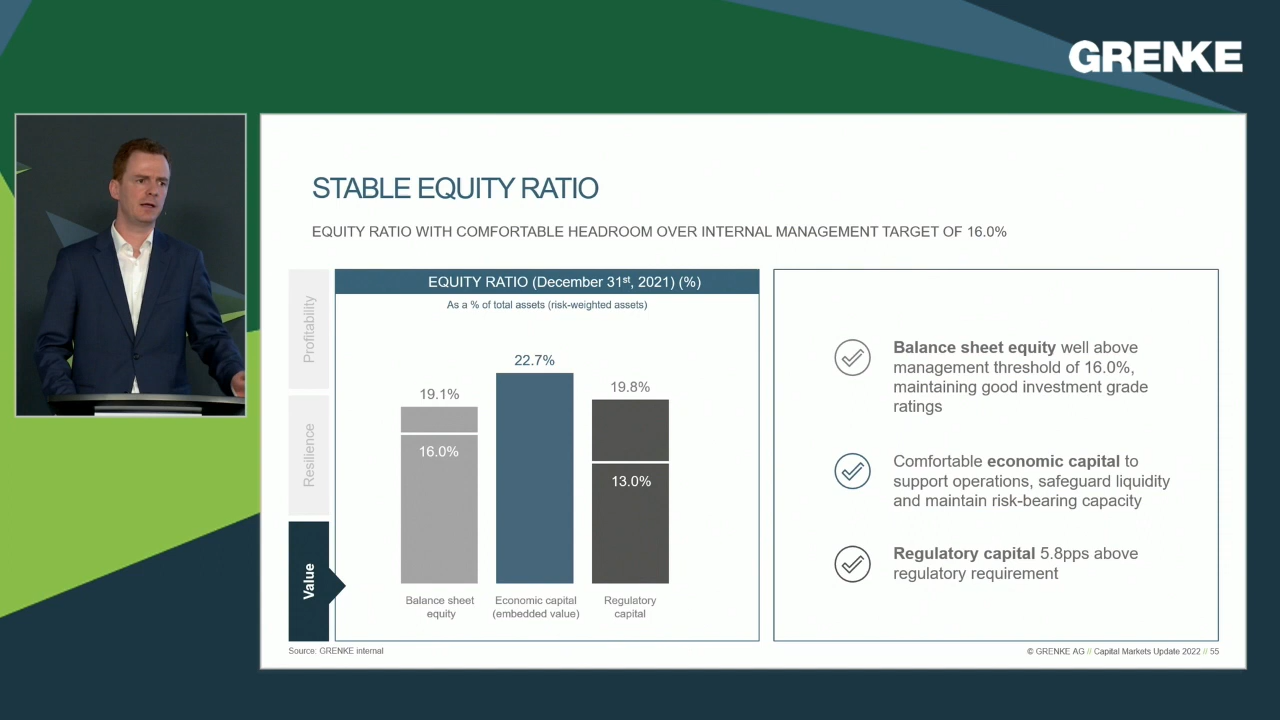 GRENKE
STABLE EQUITY RATIO
EQUITY RATIO WITH COMFORTABLE HEADROOM OVER INTERNAL MANAGEMENT TARGET OF 16.0%
Profitability
Resilience
Value
EQUITY RATIO (December 31st, 2021) (%)
As a % of total assets (risk-weighted assets)
19.1%
16.0%
22.7%
19.8%
13.0%
Balance sheet
equity
Economic capital
(embedded value)
Regulatory
capital
Balance sheet equity well above
management threshold of 16.0%,
maintaining good investment grade
ratings
Comfortable economic capital to
support operations, safeguard liquidity
and maintain risk-bearing capacity
Regulatory capital 5.8pps above
regulatory requirement
Source: GRENKE internal
© GRENKE AG // Capital Markets Update 2022 // 55